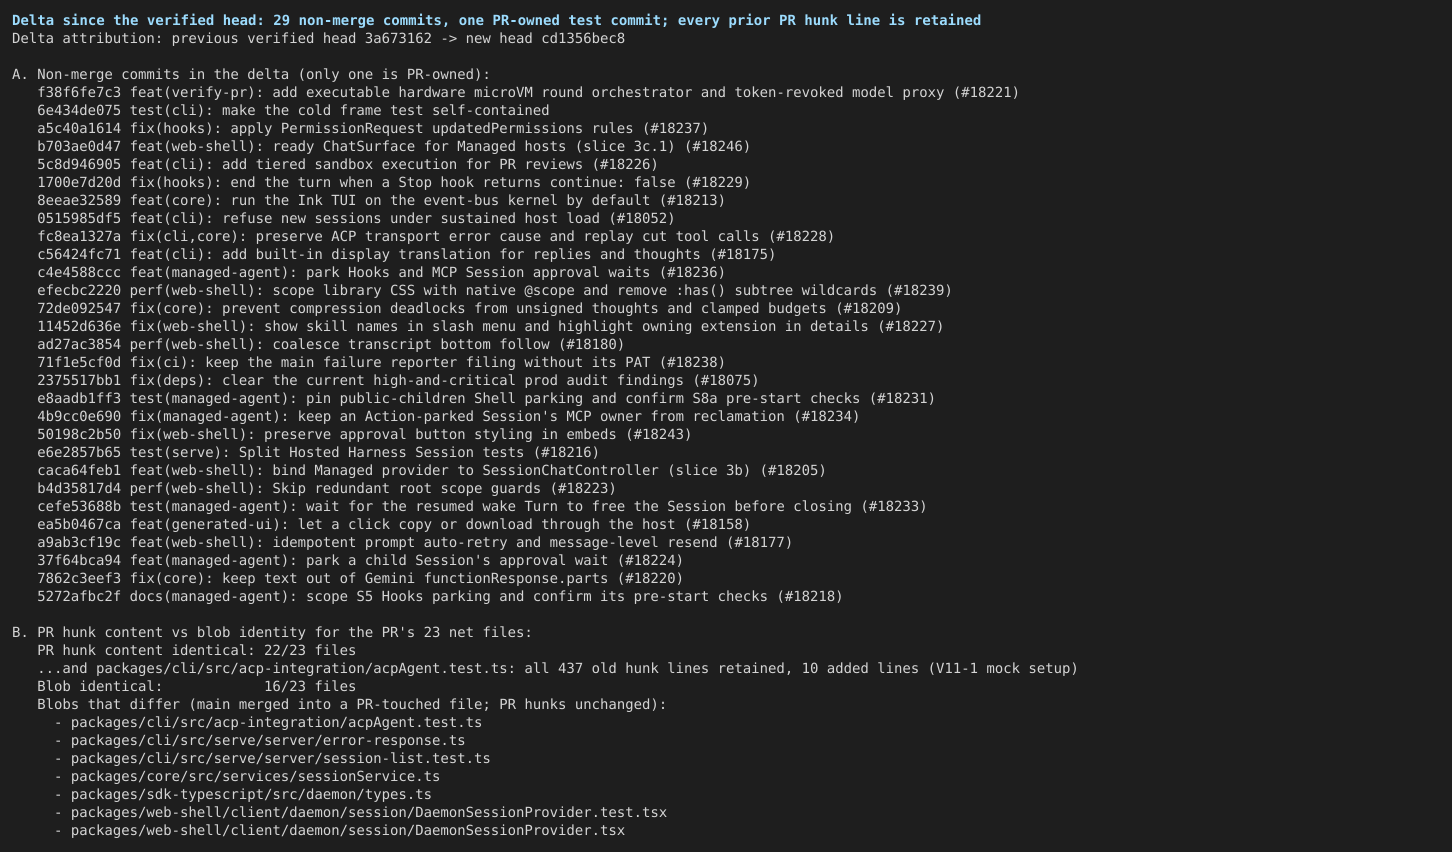 Delta since the verified head: 29 non-merge commits, one PR-owned test commit; every prior PR hunk line is retained
Delta attribution: previous verified head 3a673162 -> new head cd1356bec8
A. Non-merge commits in the delta (only one is PR-owned):
f38f6fe7c3 feat(verify-pr): add executable hardware microVM round orchestrator and token-revoked model proxy (#18221)
6e434de075 test(cli): make the cold frame test self-contained
a5c40a1614 fix(hooks): apply PermissionRequest updatedPermissions rules (#18237)
b703ae0d47 feat(web-shell): ready ChatSurface for Managed hosts (slice 3c.1) (#18246)
5c8d946905 feat(cli): add tiered sandbox execution for PR reviews (#18226)
1700e7d20d fix(hooks): end the turn when a Stop hook returns continue: false (#18229)
8eeae32589 feat(core): run the Ink TUI on the event-bus kernel by default (#18213)
0515985df5 feat(cli): refuse new sessions under sustained host load (#18052)
fc8ea1327a fix(cli,core): preserve ACP transport error cause and replay cut tool calls (#18228)
c56424fc71 feat(cli): add built-in display translation for replies and thoughts (#18175)
c4e4588ccc feat(managed-agent): park Hooks and MCP Session approval waits (#18236)
efecbc2220 perf(web-shell): scope library CSS with native @scope and remove :has() subtree wildcards (#18239)
72de092547 fix(core): prevent compression deadlocks from unsigned thoughts and clamped budgets (#18209)
11452d636e fix(web-shell): show skill names in slash menu and highlight owning extension in details (#18227)
ad27ac3854 perf(web-shell): coalesce transcript bottom follow (#18180)
71f1e5cf0d fix(ci): keep the main failure reporter filing without its PAT (#18238)
2375517bb1 fix(deps): clear the current high-and-critical prod audit findings (#18075)
e8aadb1ff3 test(managed-agent): pin public-children Shell parking and confirm S8a pre-start checks (#18231)
4b9cc0e690 fix(managed-agent): keep an Action-parked Session's MCP owner from reclamation (#18234)
50198c2b50 fix(web-shell): preserve approval button styling in embeds (#18243)
e6e2857b65 test(serve): Split Hosted Harness Session tests (#18216)
caca64feb1 feat(web-shell): bind Managed provider to SessionChatController (slice 3b) (#18205)
b4d35817d4 perf(web-shell): Skip redundant root scope guards (#18223)
cefe53688b test(managed-agent): wait for the resumed wake Turn to free the Session before closing (#18233)
ea5b0467ca feat(generated-ui): let a click copy or download through the host (#18158)
a9ab3cf19c feat(web-shell): idempotent prompt auto-retry and message-level resend (#18177)
37f64bca94 feat(managed-agent): park a child Session's approval wait (#18224)
7862c3eef3 fix(core): keep text out of Gemini functionResponse.parts (#18220)
5272afbc2f docs(managed-agent): scope S5 Hooks parking and confirm its pre-start checks (#18218)
B. PR hunk content vs blob identity for the PR's 23 net files:
PR hunk content identical: 22/23 files
...and packages/cli/src/acp-integration/acpAgent.test.ts: all 437 old hunk lines retained, 10 added lines (V11-1 mock setup)
Blob identical: 16/23 files
Blobs that differ (main merged into a PR-touched file; PR hunks unchanged):
- packages/cli/src/acp-integration/acpAgent.test.ts
- packages/cli/src/serve/server/error-response.ts
- packages/cli/src/serve/server/session-list.test.ts
- packages/core/src/services/sessionService.ts
- packages/sdk-typescript/src/daemon/types.ts
- packages/web-shell/client/daemon/session/DaemonSessionProvider.test.tsx
- packages/web-shell/client/daemon/session/DaemonSessionProvider.tsx